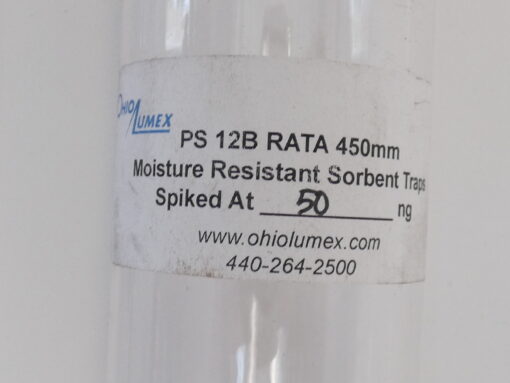 Ohio Lumex
PS 12B RATA 450mm
Moisture Resistant Sorbent Traps
Spiked At 50 ng
www.ohiolumex.com
440-264-2500